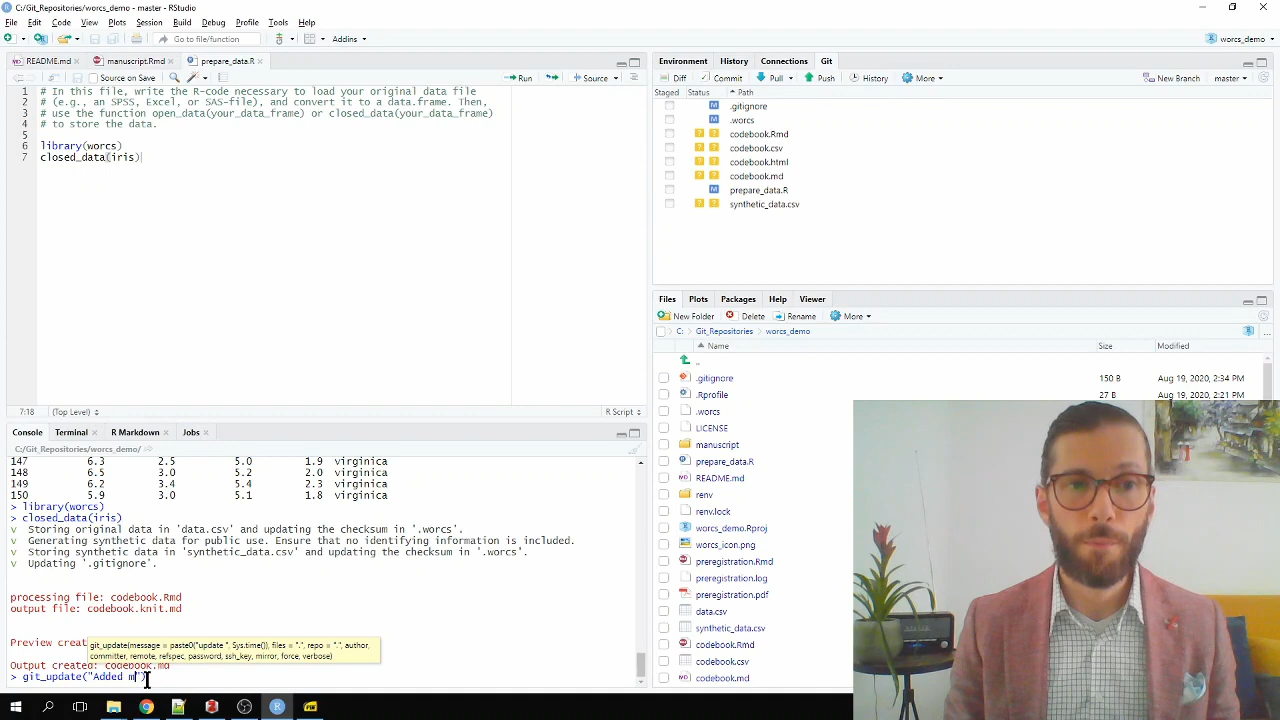 C:/Git_Repositories/worcs_demo - master - RStudio
File Edit Code View Plots Session Build Debug Profile Tools Help
Go to file/function Addins worcs_demo
README.md manuscript.Rmd prepare_data.R
Source on Save Run Source
1 # In this file, write the R-code necessary to load your original data file
2 # (e.g., an SPSS, Excel, or SAS-file), and convert it to a data.frame. Then,
3 # use the function open_data(your_data_frame) or closed_data(your_data_frame)
4 # to store the data.
5
6 library(worcs)
7 closed_data(iris)
7:18 (Top Level) R Script
Console Terminal R Markdown Jobs
C:/Git_Repositories/worcs_demo/
147 6.3 2.5 5.0 1.9 virginica
148 6.5 3.0 5.2 2.0 virginica
149 6.2 3.4 5.4 2.3 virginica
150 5.9 3.0 5.1 1.8 virginica
> library(worcs)
> closed_data(iris)
v Storing original data in 'data.csv' and updating the checksum in '.worcs'.
v Generating synthetic data for public use. Ensure that no identifying information is included.
v Storing synthetic data in 'synthetic_data.csv' and updating the checksum in '.worcs'.
v Updating '.gitignore'.
processing file: codebook.Rmd
output file: codebook.knit.md
Preview creat
git_update(message = paste0("update ", Sys.time()), files = ".", repo = ".", author,
committer, remote, refspec, password, ssh_key, mirror, force, verbose)
Output created: codebook.md
> git_update("Added m")
Environment History Connections Git
Diff Commit Pull Push History More New Branch master
Staged Status Path
M .gitignore
M .worcs
? ? codebook.Rmd
? ? codebook.csv
? ? codebook.html
? ? codebook.md
M prepare_data.R
? ? synthetic_data.csv
Files Plots Packages Help Viewer
New Folder Delete Rename More
C: Git_Repositories worcs_demo
Name Size Modified
..
.gitignore 150 B Aug 19, 2020, 2:34 PM
.Rprofile 27 B Aug 19, 2020, 2:21 PM
.worcs
LICENSE
manuscript
prepare_data.R
README.md
renv
renv.lock
worcs_demo.Rproj
worcs_icon.png
preregistration.Rmd
preregistration.log
preregistration.pdf
data.csv
synthetic_data.csv
codebook.Rmd
codebook.csv
codebook.md